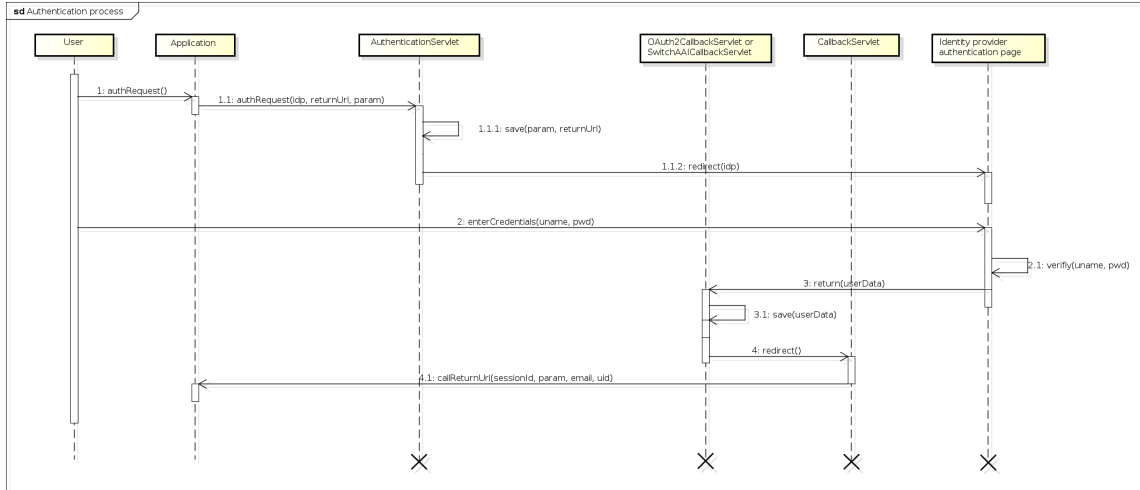 sd Authentication process
User
Application
AuthenticationServlet
OAuth2CallbackServlet or
SwitchAAICallbackServlet
CallbackServlet
Identity provider
authentication page
1: authRequest()
1.1: authRequest(idp, returnUrl, param)
1.1.1: save(param, returnUrl)
1.1.2: redirect(idp)
2: enterCredentials(uname, pwd)
2.1: verifiy(uname, pwd)
3: return(userData)
3.1: save(userData)
4: redirect()
4.1: callReturnUrl(sessionId, param, email, uid)